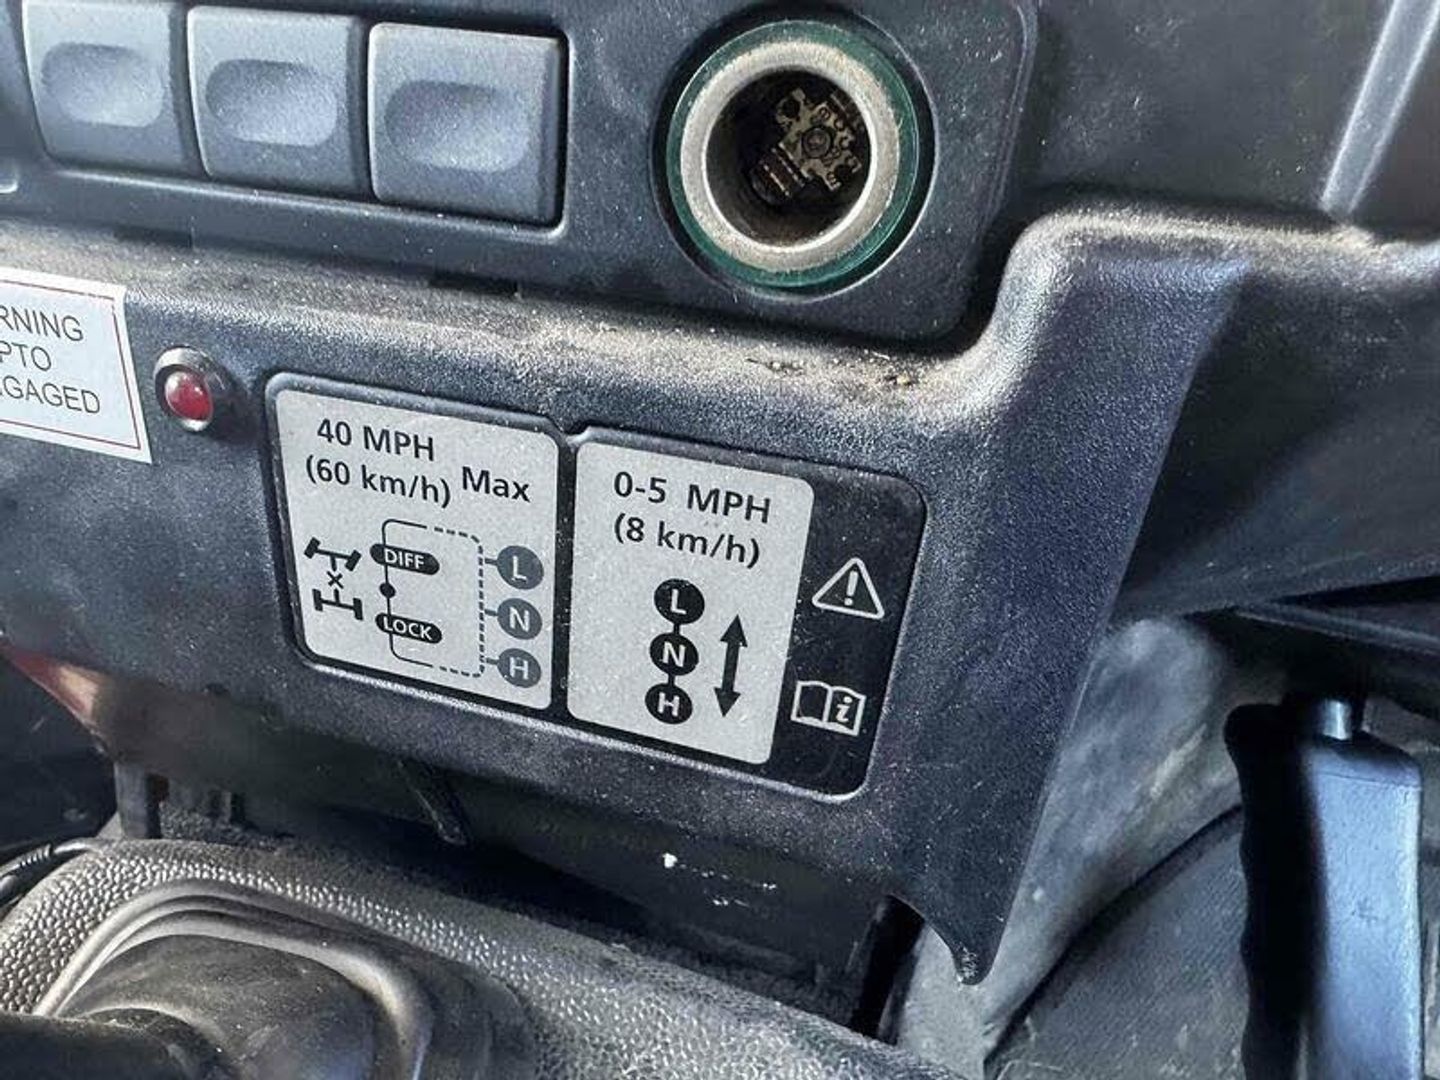 RNING
PTO
GAGED
40 MPH
(60 km/h) Max
DIFF
LOCK
L
N
H
0-5 MPH
(8 km/h)
L
N
H
i